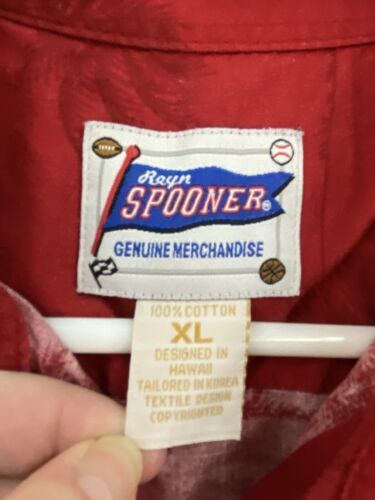 Reyn
SPOONER®
GENUINE MERCHANDISE
100% COTTON
XL
DESIGNED IN
HAWAII
TAILORED IN KOREA
TEXTILE DESIGN
COPYRIGHTED